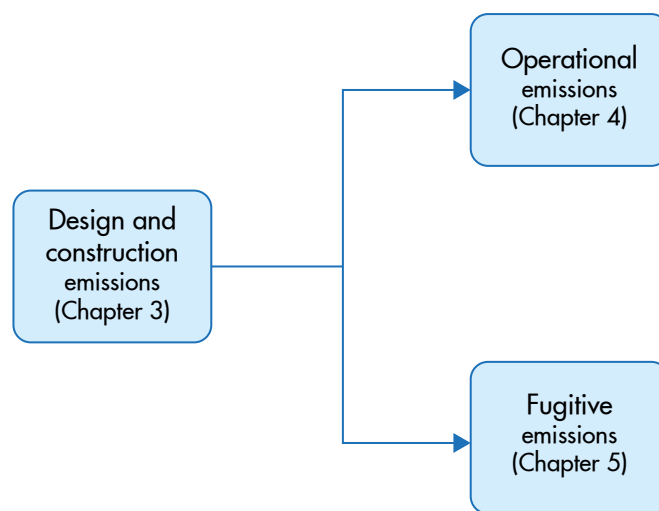 Operational
emissions
(Chapter 4)
Design and
construction
emissions
(Chapter 3)
Fugitive
emissions
(Chapter 5)